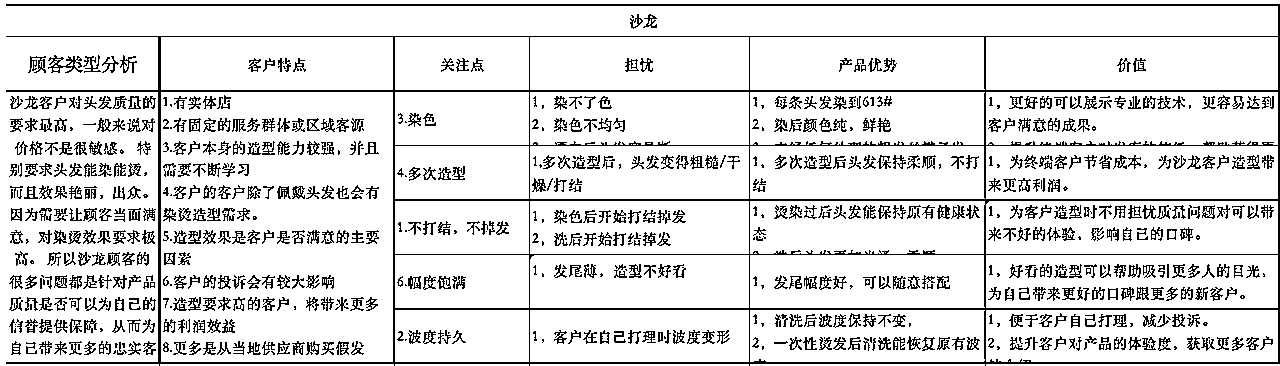 沙龙
顾客类型分析
客户特点
关注点
担忧
产品优势
价值
沙龙客户对头发质量的
要求最高，一般来说对
价格不是很敏感。 特
别要求头发能染能烫，
而且效果艳丽，出众。
因为需要让顾客当面满
意，对染烫效果要求极
高。 所以沙龙顾客的
很多问题都是针对产品
质量是否可以为自己的
信誉提供保障，从而为
自己带来更多的忠实客
1.有实体店
2.有固定的服务群体或区域客源
3.客户本身的造型能力较强，并且
需要不断学习
4.客户的客户除了佩戴头发也会有
染烫造型需求。
5.造型效果是客户是否满意的主要
因素
6.客户的投诉会有较大影响
7.造型要求高的客户，将带来更多
的利润效益
8.更多是从当地供应商购买假发
3.染色
1，染不了色
2，染色不均匀
1，每条头发染到613#
2，染后颜色纯，鲜艳
1，更好的可以展示专业的技术，更容易达到
客户满意的成果。
4.多次造型
1.多次造型后，头发变得粗糙/干
燥/打结
1，多次造型后头发保持柔顺，不打
结
1，为终端客户节省成本，为沙龙客户造型带
来更高利润。
1.不打结，不掉发
1，染色后开始打结掉发
2，洗后开始打结掉发
1，烫染过后头发能保持原有健康状
态
1，为客户造型时不用担忧质量问题对可以带
来不好的体验，影响自己的口碑。
6.幅度饱满
1，发尾薄，造型不好看
1，发尾幅度好，可以随意搭配
1，好看的造型可以帮助吸引更多人的目光，
为自己带来更好的口碑跟更多的新客户。
2.波度持久
1，客户在自己打理时波度变形
1，清洗后波度保持不变，
2，一次性烫发后清洗能恢复原有波
1，便于客户自己打理，减少投诉。
2，提升客户对产品的体验度，获取更多客户